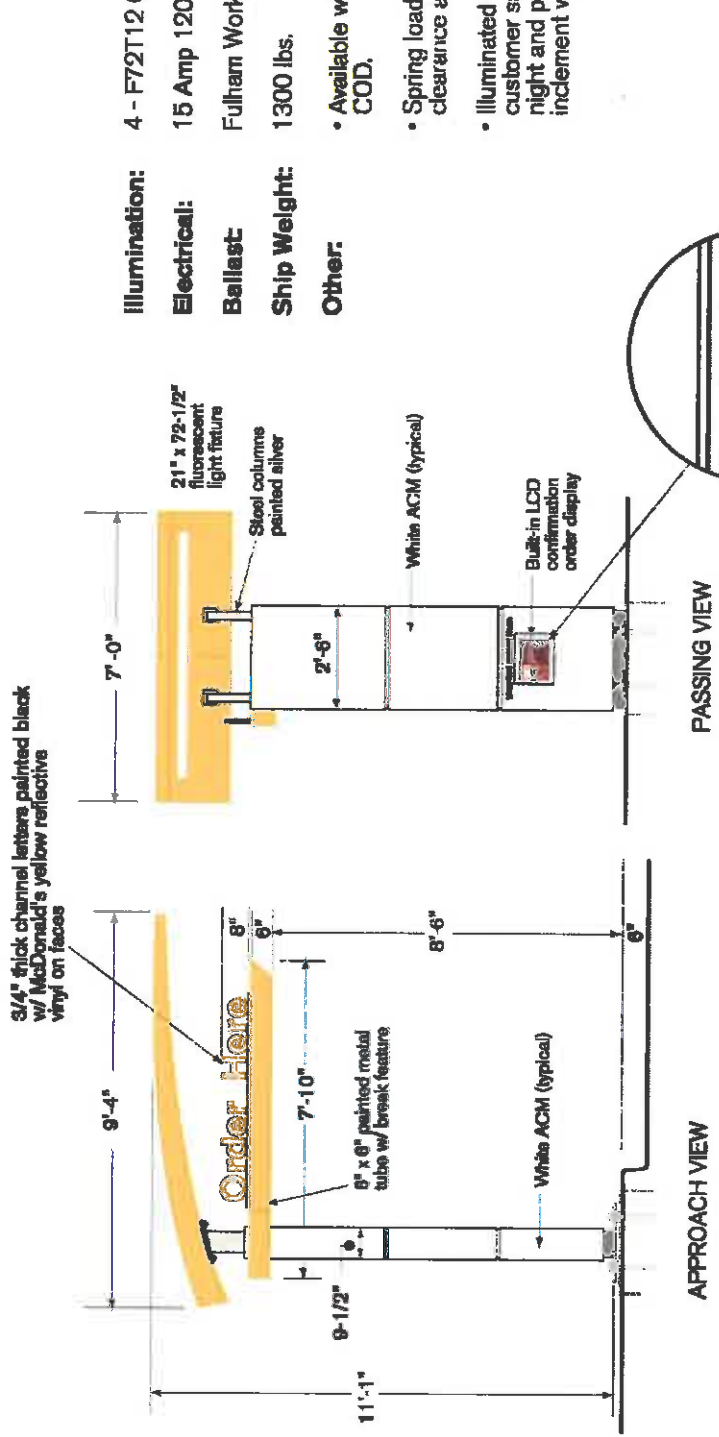 3/4" thick channel letters painted black
w/ McDonald's yellow reflective
vinyl on faces
9'-4"
Order Here
8"
6"
7'-10"
6" x 6" painted metal
tube w/ break feature
9-1/2"
11'-1"
8'-6"
6"
White ACM (typical)
APPROACH VIEW
7'-0"
21" x 72-1/2"
fluorescent
light fixture
Steel columns
painted silver
2'-6"
White ACM (typical)
Built-in LCD
confirmation
order display
PASSING VIEW
Illumination: 4 - F72T12
Electrical: 15 Amp 120
Ballast: Fulham Work
Ship Weight: 1300 lbs.
Other: • Available w
COD.
• Spring load
clearance a
• Illuminated
customer sa
night and p
inclement w